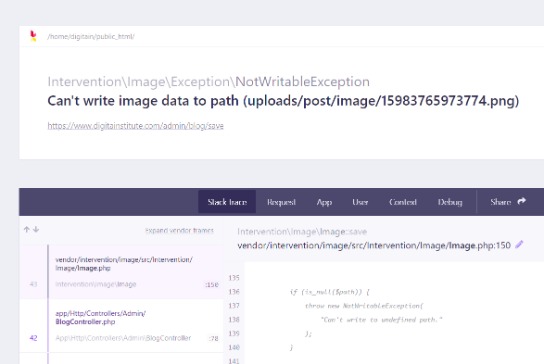 /home/digitain/public_html/
Intervention\Image\Exception\NotWritableException
Can't write image data to path (uploads/post/image/15983765973774.png)
https://www.digitainstitute.com/admin/blog/save
Stack trace Request App User Context Debug Share
Expand vendor frames
vendor/intervention/image/src/Intervention/
Image/Image.php
43 Intervention\Image\Image :150
app/Http/Controllers/Admin/
BlogController.php
42 App\Http\Controllers\Admin\BlogController :78
Intervention\Image\Image::save
vendor/intervention/image/src/Intervention/Image/Image.php:150
135
136 if (is_null($path)) {
137 throw new NotWritableException(
138 "Can't write to undefined path."
139 );
140 }
141